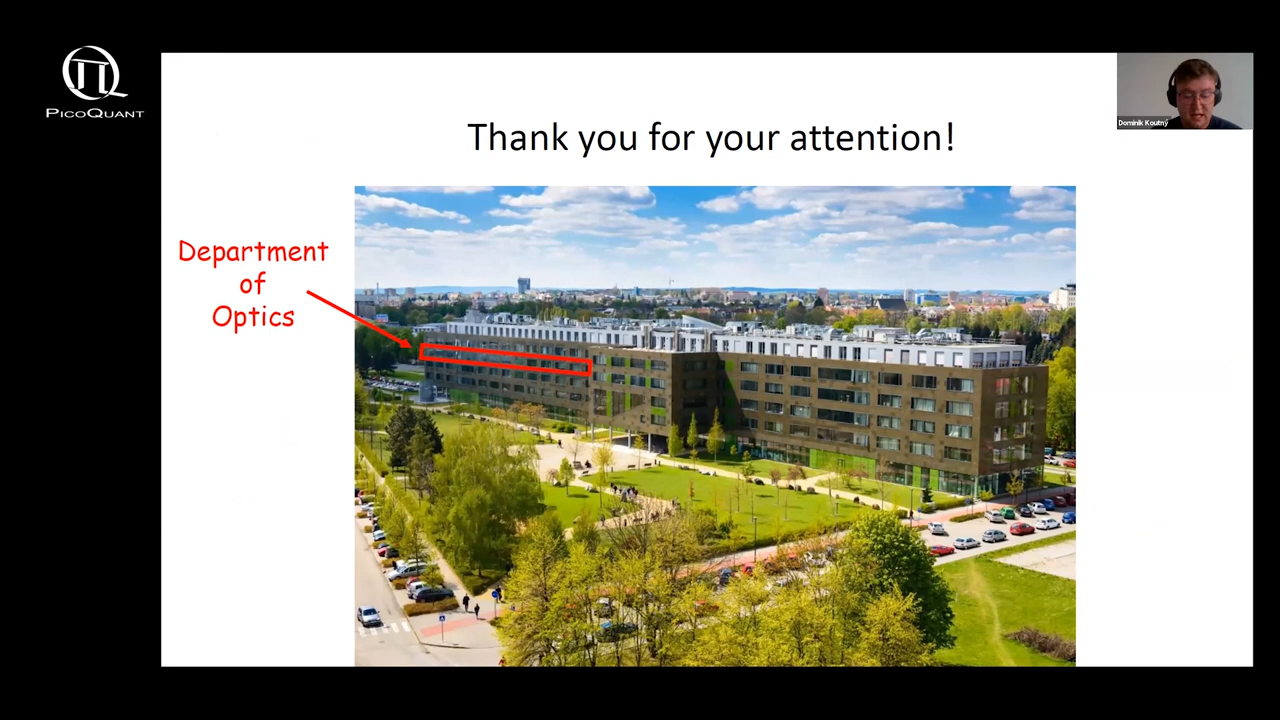 PICOQUANT
Dominik Koutný
Thank you for your attention!
Department
of
Optics